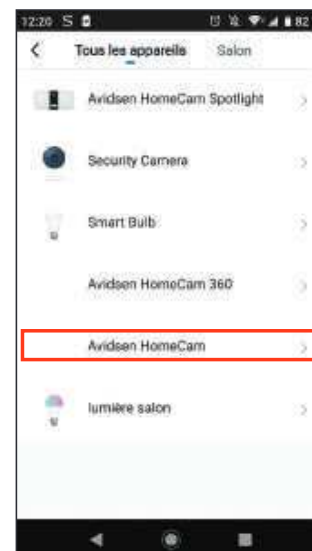 12:20 S 82
Tous les appareils Salon
Avidsen HomeCam Spotlight
Security Camera
Smart Bulb
Avidsen HomeCam 360
Avidsen HomeCam
lumière salon